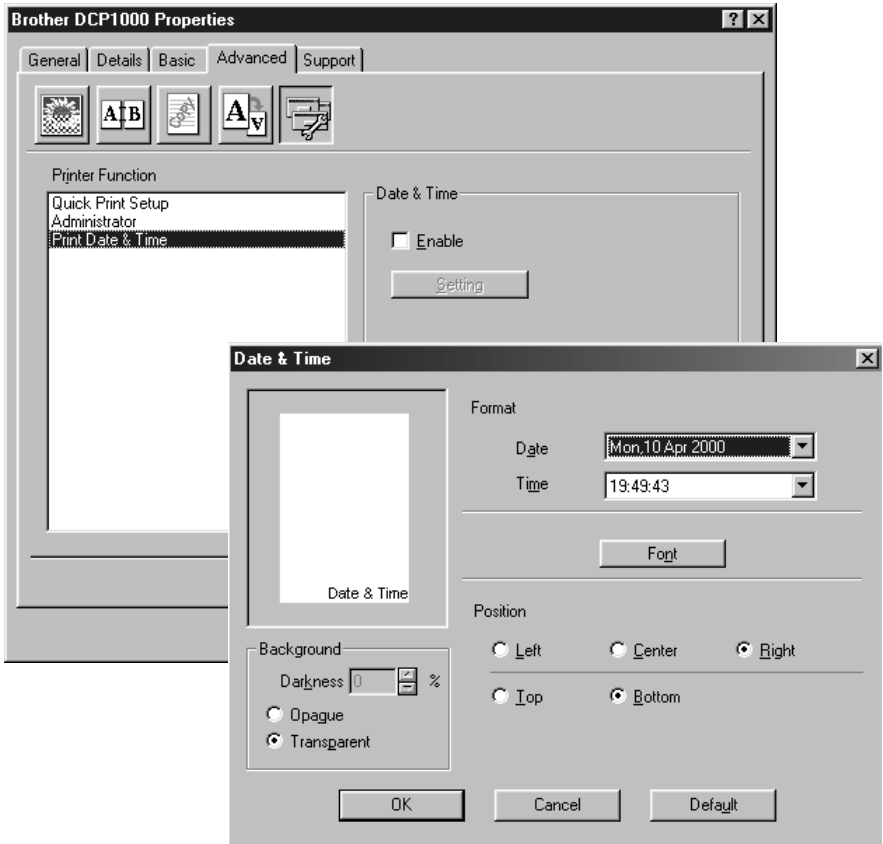 Brother DCP1000 Properties
General Details Basic Advanced Support
A B Copy A A
Printer Function
Quick Print Setup
Administrator
Print Date & Time
Date & Time
Enable
Setting
Date & Time
Date & Time
Format
Date Mon,10 Apr 2000
Time 19:49:43
Font
Position
Left Center Right
Top Bottom
Background
Darkness 0 %
Opague
Transparent
OK Cancel Default